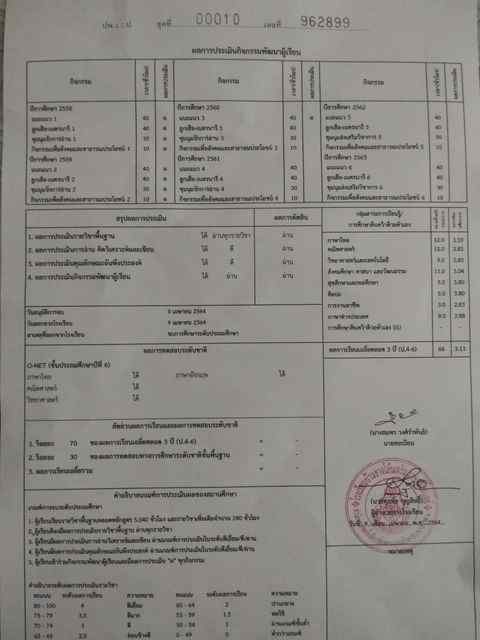 ปพ.๑:ป ชุดที่ 00010 เลขที่ 962899
ผลการประเมินกิจกรรมพัฒนาผู้เรียน
กิจกรรม เวลา(ชั่วโมง) ผลการประเมิน กิจกรรม เวลา(ชั่วโมง) ผลการประเมิน กิจกรรม เวลา(ชั่วโมง) ผลการประเมิน
ปีการศึกษา 2558 ปีการศึกษา 2560 ปีการศึกษา 2562
แนะแนว 1 40 แนะแนว 3 40 แนะแนว 5 40
ลูกเสือ-เนตรนารี 1 40 ลูกเสือ-เนตรนารี 3 40 ลูกเสือ-เนตรนารี 5 40
ชุมนุมรักการอ่าน 1 30 ชุมนุมรักการอ่าน 3 30 ชุมนุมส่งเสริมวิชาการ 5 30
กิจกรรมเพื่อสังคมและสาธารณประโยชน์ 1 10 กิจกรรมเพื่อสังคมและสาธารณประโยชน์ 3 10 กิจกรรมเพื่อสังคมและสาธารณประโยชน์ 5 10
ปีการศึกษา 2559 ปีการศึกษา 2561 ปีการศึกษา 2563
แนะแนว 2 40 แนะแนว 4 40 แนะแนว 6 40
ลูกเสือ-เนตรนารี 2 40 ลูกเสือ-เนตรนารี 4 40 ลูกเสือ-เนตรนารี 6 40
ชุมนุมรักการอ่าน 2 30 ชุมนุมรักการอ่าน 4 30 ชุมนุมส่งเสริมวิชาการ 6 30
กิจกรรมเพื่อสังคมและสาธารณประโยชน์ 2 10 กิจกรรมเพื่อสังคมและสาธารณประโยชน์ 4 10 กิจกรรมเพื่อสังคมและสาธารณประโยชน์ 6 10
สรุปผลการประเมิน ผลการตัดสิน
1. ผลการประเมินรายวิชาพื้นฐาน ได้ ผ่านทุกรายวิชา ผ่าน
2. ผลการประเมินการอ่าน คิดวิเคราะห์และเขียน ได้ ดี ผ่าน
3. ผลการประเมินคุณลักษณะอันพึงประสงค์ ได้ ดี ผ่าน
4. ผลการประเมินกิจกรรมพัฒนาผู้เรียน ได้ ผ่าน ผ่าน
วันอนุมัติการจบ 9 เมษายน 2564
วันออกจากโรงเรียน 9 เมษายน 2564
สาเหตุที่ออกจากโรงเรียน จบการศึกษาระดับประถมศึกษา
กลุ่มสาระการเรียนรู้/
การศึกษาค้นคว้าด้วยตนเอง
ภาษาไทย 12.0
คณิตศาสตร์ 12.0
วิทยาศาสตร์และเทคโนโลยี 9.0
สังคมศึกษา ศาสนา และวัฒนธรรม 11.0 3.04
สุขศึกษาและพลศึกษา 5.0 3.80
ศิลปะ 5.0 3.80
การงานอาชีพ 3.0 2.83
ภาษาต่างประเทศ 9.0
การศึกษาค้นคว้าด้วยตนเอง (IS) - -
ผลการเรียนเฉลี่ยตลอด 3 ปี (ป.4-6) 66 3.13
ผลการทดสอบระดับชาติ
O-NET (ชั้นประถมศึกษาปีที่ 6)
ภาษาไทย ได้ ภาษาอังกฤษ ได้
คณิตศาสตร์ ได้
วิทยาศาสตร์ ได้
สัดส่วนผลการเรียนและผลการทดสอบระดับชาติ
1. ร้อยละ 70 ของผลการเรียนเฉลี่ยตลอด 3 ปี (ป.4-6) = -
2. ร้อยละ 30 ของผลการทดสอบทางการศึกษาระดับชาติขั้นพื้นฐาน = -
3. ผลการเรียนเฉลี่ยรวม = -
นายทะเบียน
ผู้อำนวยการโรงเรียน
หมายเหตุ
คำอธิบายเกณฑ์การประเมินผลของสถานศึกษา
เกณฑ์การจบระดับประถมศึกษา
1. ผู้เรียนเรียนรายวิชาพื้นฐานตลอดหลักสูตร 5,040 ชั่วโมง และรายวิชาเพิ่มเติมจำนวน 280 ชั่วโมง
2. ผู้เรียนต้องมีผลการประเมินรายวิชาพื้นฐาน ผ่านทุกรายวิชา
3. ผู้เรียนมีผลการประเมินการอ่าน คิดวิเคราะห์และเขียน ผ่านเกณฑ์การประเมินในระดับดีเยี่ยม/ดี/ผ่าน
4. ผู้เรียนมีผลการประเมินคุณลักษณะอันพึงประสงค์ ผ่านเกณฑ์การประเมินในระดับดีเยี่ยม/ดี/ผ่าน
5. ผู้เรียนเข้าร่วมกิจกรรมพัฒนาผู้เรียนและมีผลการประเมิน "ผ" ทุกกิจกรรม
คำอธิบายระดับผลการประเมินรายวิชา
คะแนน ระดับผลการเรียน ความหมาย คะแนน ระดับผลการเรียน ความหมาย
80 - 100 4 ดีเยี่ยม 60 - 64 2 ปานกลาง
75 - 79 3.5 ดีมาก 55 - 59 1.5 พอใช้
70 - 74 3 ดี 50 - 54 1 ผ่านเกณฑ์ขั้นต่ำ
65 - 69 2.5 ค่อนข้างดี 0 - 49 0 ต่ำกว่าเกณฑ์